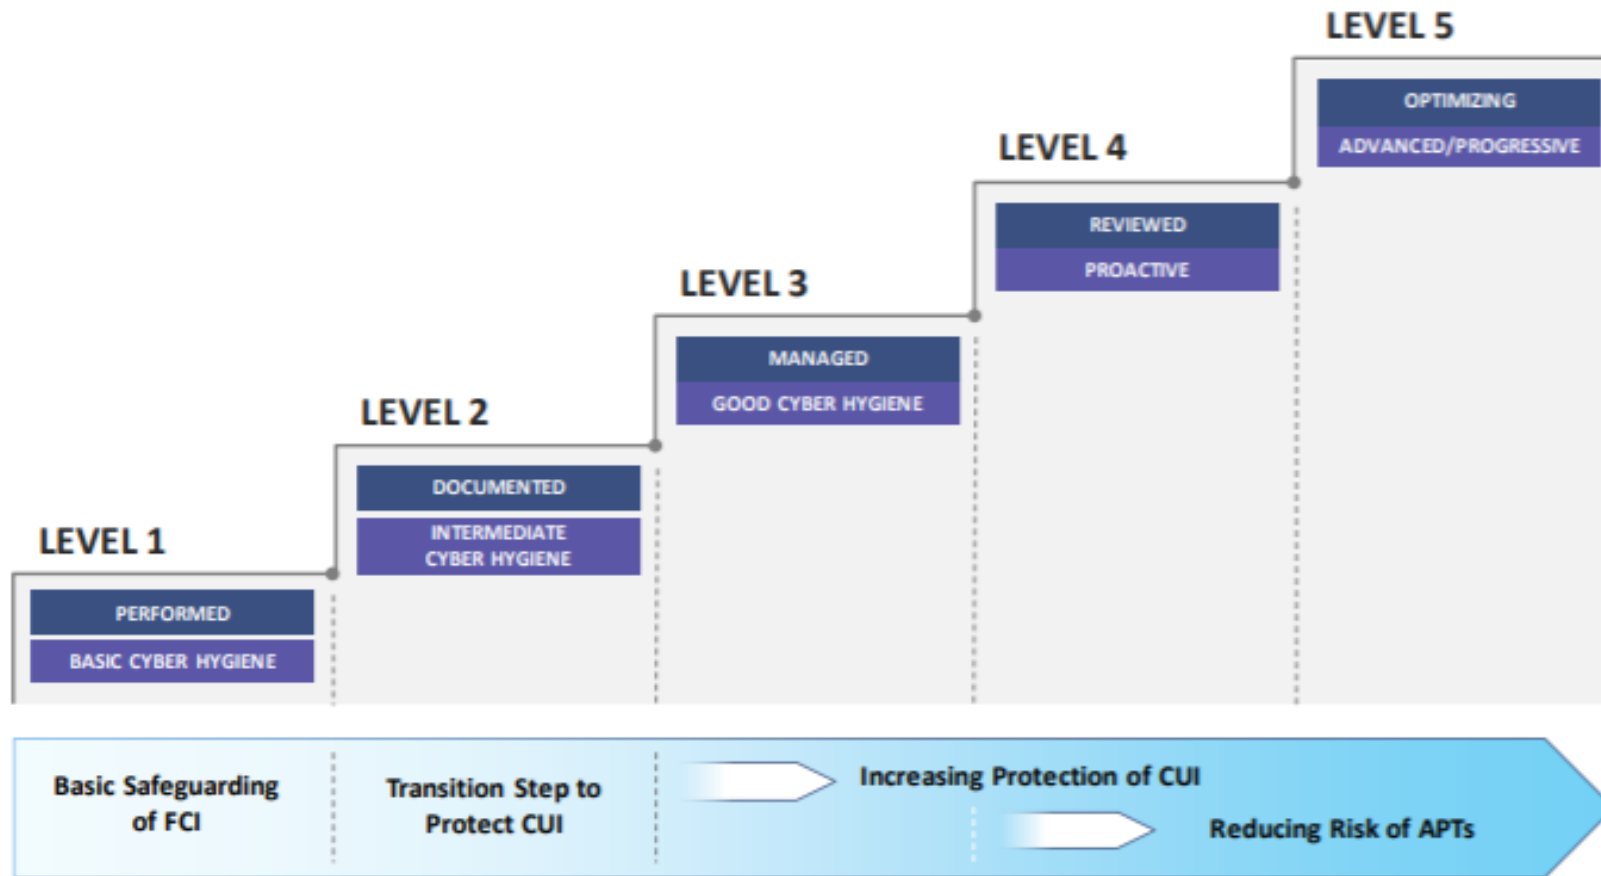 LEVEL 1
PERFORMED
BASIC CYBER HYGIENE
LEVEL 2
DOCUMENTED
INTERMEDIATE
CYBER HYGIENE
LEVEL 3
MANAGED
GOOD CYBER HYGIENE
LEVEL 4
REVIEWED
PROACTIVE
LEVEL 5
OPTIMIZING
ADVANCED/PROGRESSIVE
Basic Safeguarding
of FCI
Transition Step to
Protect CUI
Increasing Protection of CUI
Reducing Risk of APTs